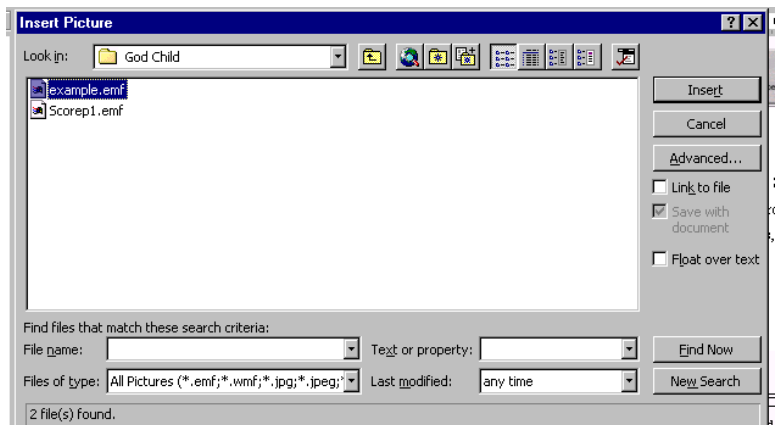 Insert Picture
Look in: God Child
example.emf
Scorep1.emf
Insert
Cancel
Advanced...
Link to file
Save with
document
Float over text
Find files that match these search criteria:
File name: Text or property: Find Now
Files of type: All Pictures (*.emf;*.wmf;*.jpg;*.jpeg;* Last modified: any time New Search
2 file(s) found.